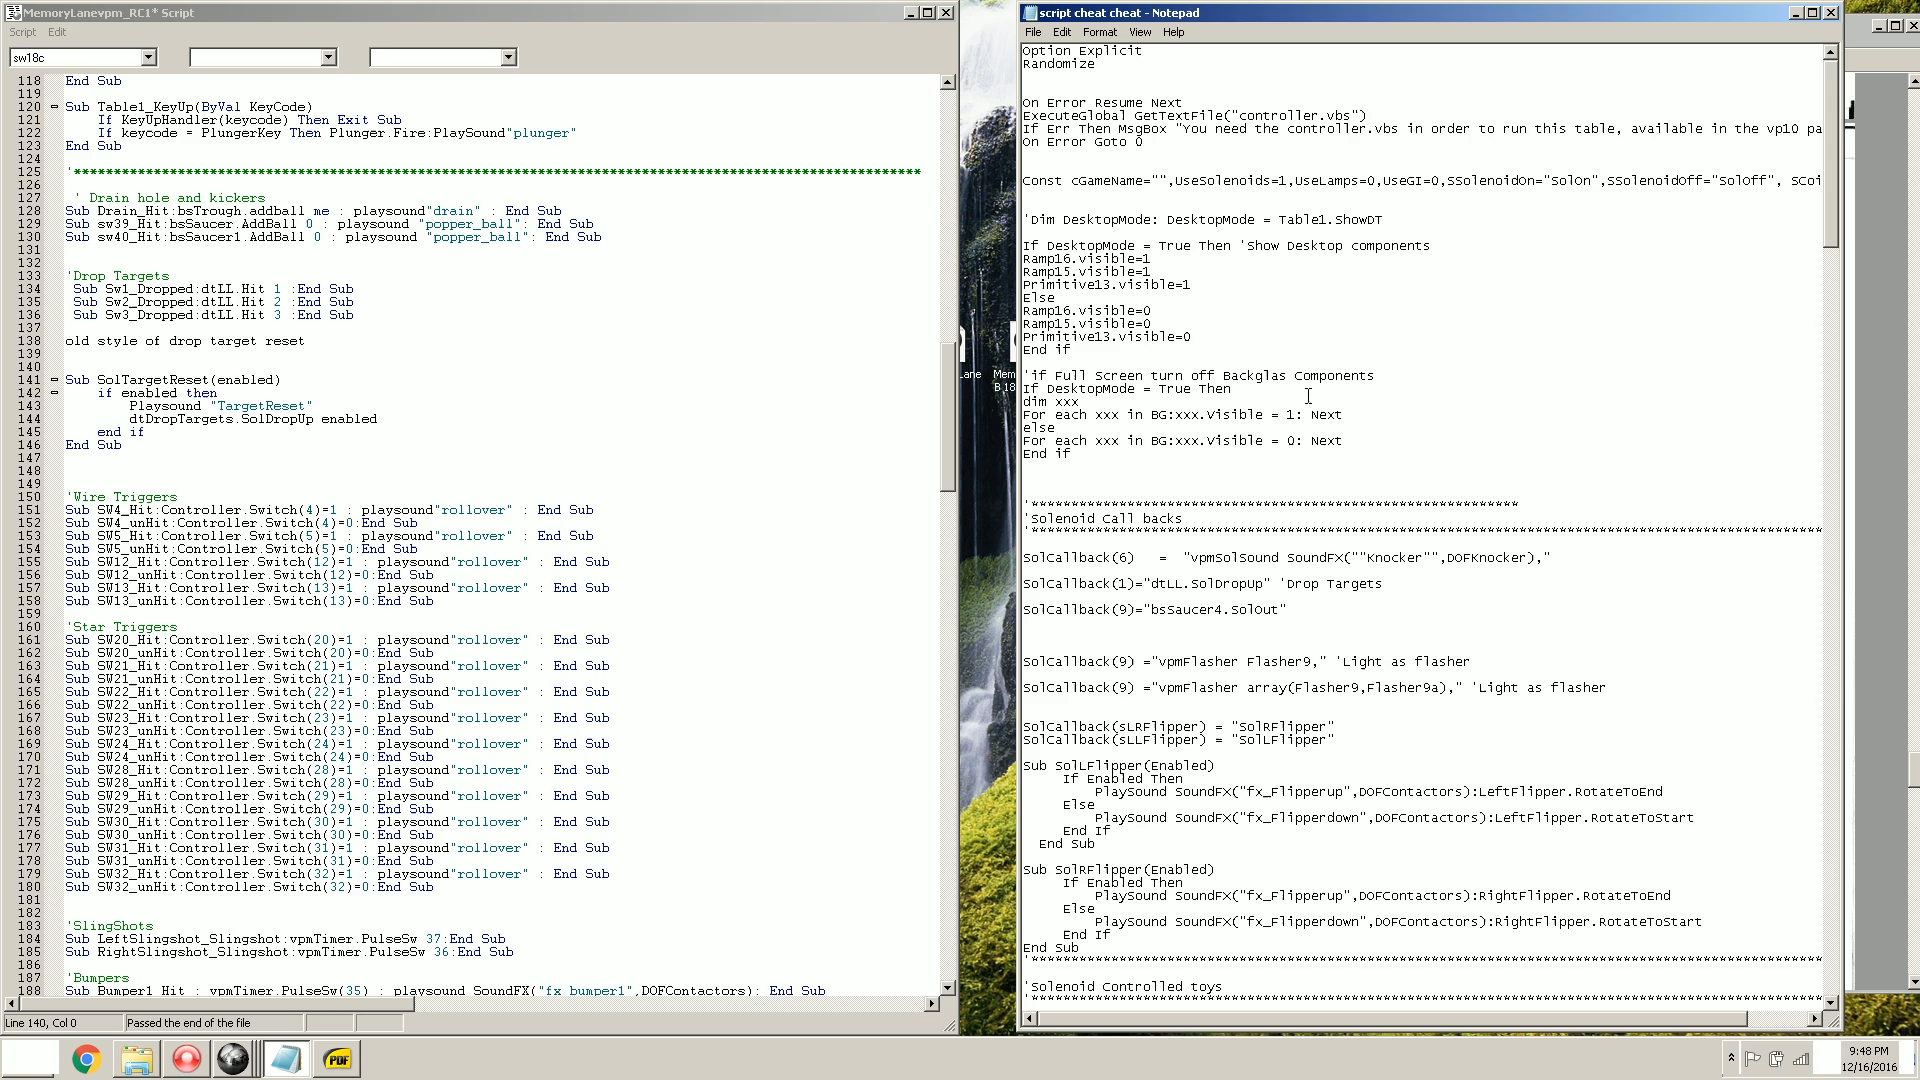 MemoryLanevpm_RC1* Script
Script Edit
sw18c
118 End Sub
119
120 Sub Table1_KeyUp(ByVal KeyCode)
121 If KeyUpHandler(keycode) Then Exit Sub
122 If keycode = PlungerKey Then Plunger.Fire:PlaySound"plunger"
123 End Sub
124
125 '**********************************************************************************************************
126
127 ' Drain hole and kickers
128 Sub Drain_Hit:bsTrough.addball me : playsound"drain" : End Sub
129 Sub sw39_Hit:bsSaucer.AddBall 0 : playsound "popper_ball": End Sub
130 Sub sw40_Hit:bsSaucer1.AddBall 0 : playsound "popper_ball": End Sub
131
132
133 'Drop Targets
134 Sub Sw1_Dropped:dtLL.Hit 1 :End Sub
135 Sub Sw2_Dropped:dtLL.Hit 2 :End Sub
136 Sub Sw3_Dropped:dtLL.Hit 3 :End Sub
137
138 old style of drop target reset
139
140
141 Sub SolTargetReset(enabled)
142 if enabled then
143 Playsound "TargetReset"
144 dtDropTargets.SolDropUp enabled
145 end if
146 End Sub
147
148
149
150 'Wire Triggers
151 Sub SW4_Hit:Controller.Switch(4)=1 : playsound"rollover" : End Sub
152 Sub SW4_unHit:Controller.Switch(4)=0:End Sub
153 Sub SW5_Hit:Controller.Switch(5)=1 : playsound"rollover" : End Sub
154 Sub SW5_unHit:Controller.Switch(5)=0:End Sub
155 Sub SW12_Hit:Controller.Switch(12)=1 : playsound"rollover" : End Sub
156 Sub SW12_unHit:Controller.Switch(12)=0:End Sub
157 Sub SW13_Hit:Controller.Switch(13)=1 : playsound"rollover" : End Sub
158 Sub SW13_unHit:Controller.Switch(13)=0:End Sub
159
160 'Star Triggers
161 Sub SW20_Hit:Controller.Switch(20)=1 : playsound"rollover" : End Sub
162 Sub SW20_unHit:Controller.Switch(20)=0:End Sub
163 Sub SW21_Hit:Controller.Switch(21)=1 : playsound"rollover" : End Sub
164 Sub SW21_unHit:Controller.Switch(21)=0:End Sub
165 Sub SW22_Hit:Controller.Switch(22)=1 : playsound"rollover" : End Sub
166 Sub SW22_unHit:Controller.Switch(22)=0:End Sub
167 Sub SW23_Hit:Controller.Switch(23)=1 : playsound"rollover" : End Sub
168 Sub SW23_unHit:Controller.Switch(23)=0:End Sub
169 Sub SW24_Hit:Controller.Switch(24)=1 : playsound"rollover" : End Sub
170 Sub SW24_unHit:Controller.Switch(24)=0:End Sub
171 Sub SW28_Hit:Controller.Switch(28)=1 : playsound"rollover" : End Sub
172 Sub SW28_unHit:Controller.Switch(28)=0:End Sub
173 Sub SW29_Hit:Controller.Switch(29)=1 : playsound"rollover" : End Sub
174 Sub SW29_unHit:Controller.Switch(29)=0:End Sub
175 Sub SW30_Hit:Controller.Switch(30)=1 : playsound"rollover" : End Sub
176 Sub SW30_unHit:Controller.Switch(30)=0:End Sub
177 Sub SW31_Hit:Controller.Switch(31)=1 : playsound"rollover" : End Sub
178 Sub SW31_unHit:Controller.Switch(31)=0:End Sub
179 Sub SW32_Hit:Controller.Switch(32)=1 : playsound"rollover" : End Sub
180 Sub SW32_unHit:Controller.Switch(32)=0:End Sub
181
182
183 'SlingShots
184 Sub LeftSlingshot_Slingshot:vpmTimer.PulseSw 37:End Sub
185 Sub RightSlingshot_Slingshot:vpmTimer.PulseSw 36:End Sub
186
187 'Bumpers
188 Sub Bumper1_Hit : vpmTimer.PulseSw(35) : playsound SoundFX("fx_bumper1",DOFContactors): End Sub
Line 140, Col 0 Passed the end of the file
Lane Mem
B 18
script cheat cheat - Notepad
File Edit Format View Help
Option Explicit
Randomize
On Error Resume Next
ExecuteGlobal GetTextFile("controller.vbs")
If Err Then MsgBox "You need the controller.vbs in order to run this table, available in the vp10 pa
On Error Goto 0
Const cGameName="",UseSolenoids=1,UseLamps=0,UseGI=0,SSolenoidOn="SolOn",SSolenoidOff="SolOff", SCoi
'Dim DesktopMode: DesktopMode = Table1.ShowDT
If DesktopMode = True Then 'Show Desktop components
Ramp16.visible=1
Ramp15.visible=1
Primitive13.visible=1
Else
Ramp16.visible=0
Ramp15.visible=0
Primitive13.visible=0
End if
'if Full Screen turn off Backglas Components
If DesktopMode = True Then
dim xxx
For each xxx in BG:xxx.Visible = 1: Next
else
For each xxx in BG:xxx.Visible = 0: Next
End if
'*************************************************************
'Solenoid Call backs
'****************************************************************************************************
SolCallback(6) = "vpmSolSound SoundFX(""Knocker"",DOFKnocker),"
SolCallback(1)="dtLL.SolDropUp" 'Drop Targets
SolCallback(9)="bsSaucer4.SolOut"
SolCallback(9) ="vpmFlasher Flasher9," 'Light as flasher
SolCallback(9) ="vpmFlasher array(Flasher9,Flasher9a)," 'Light as flasher
SolCallback(sLRFlipper) = "SolRFlipper"
SolCallback(sLLFlipper) = "SolLFlipper"
Sub SolLFlipper(Enabled)
If Enabled Then
PlaySound SoundFX("fx_Flipperup",DOFContactors):LeftFlipper.RotateToEnd
Else
PlaySound SoundFX("fx_Flipperdown",DOFContactors):LeftFlipper.RotateToStart
End If
End Sub
Sub SolRFlipper(Enabled)
If Enabled Then
PlaySound SoundFX("fx_Flipperup",DOFContactors):RightFlipper.RotateToEnd
Else
PlaySound SoundFX("fx_Flipperdown",DOFContactors):RightFlipper.RotateToStart
End If
End Sub
'****************************************************************************************************
'Solenoid Controlled toys
'****************************************************************************************************
PDF
9:48 PM
12/16/2016